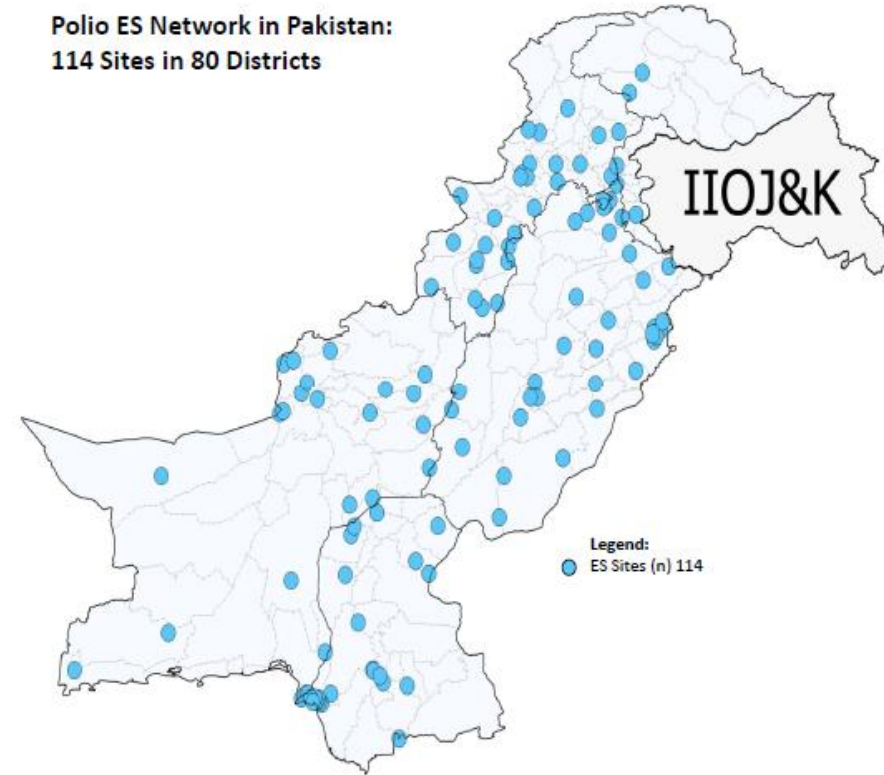 Polio ES Network in Pakistan:
114 Sites in 80 Districts
IIOJ&K
Legend:
ES Sites (n) 114